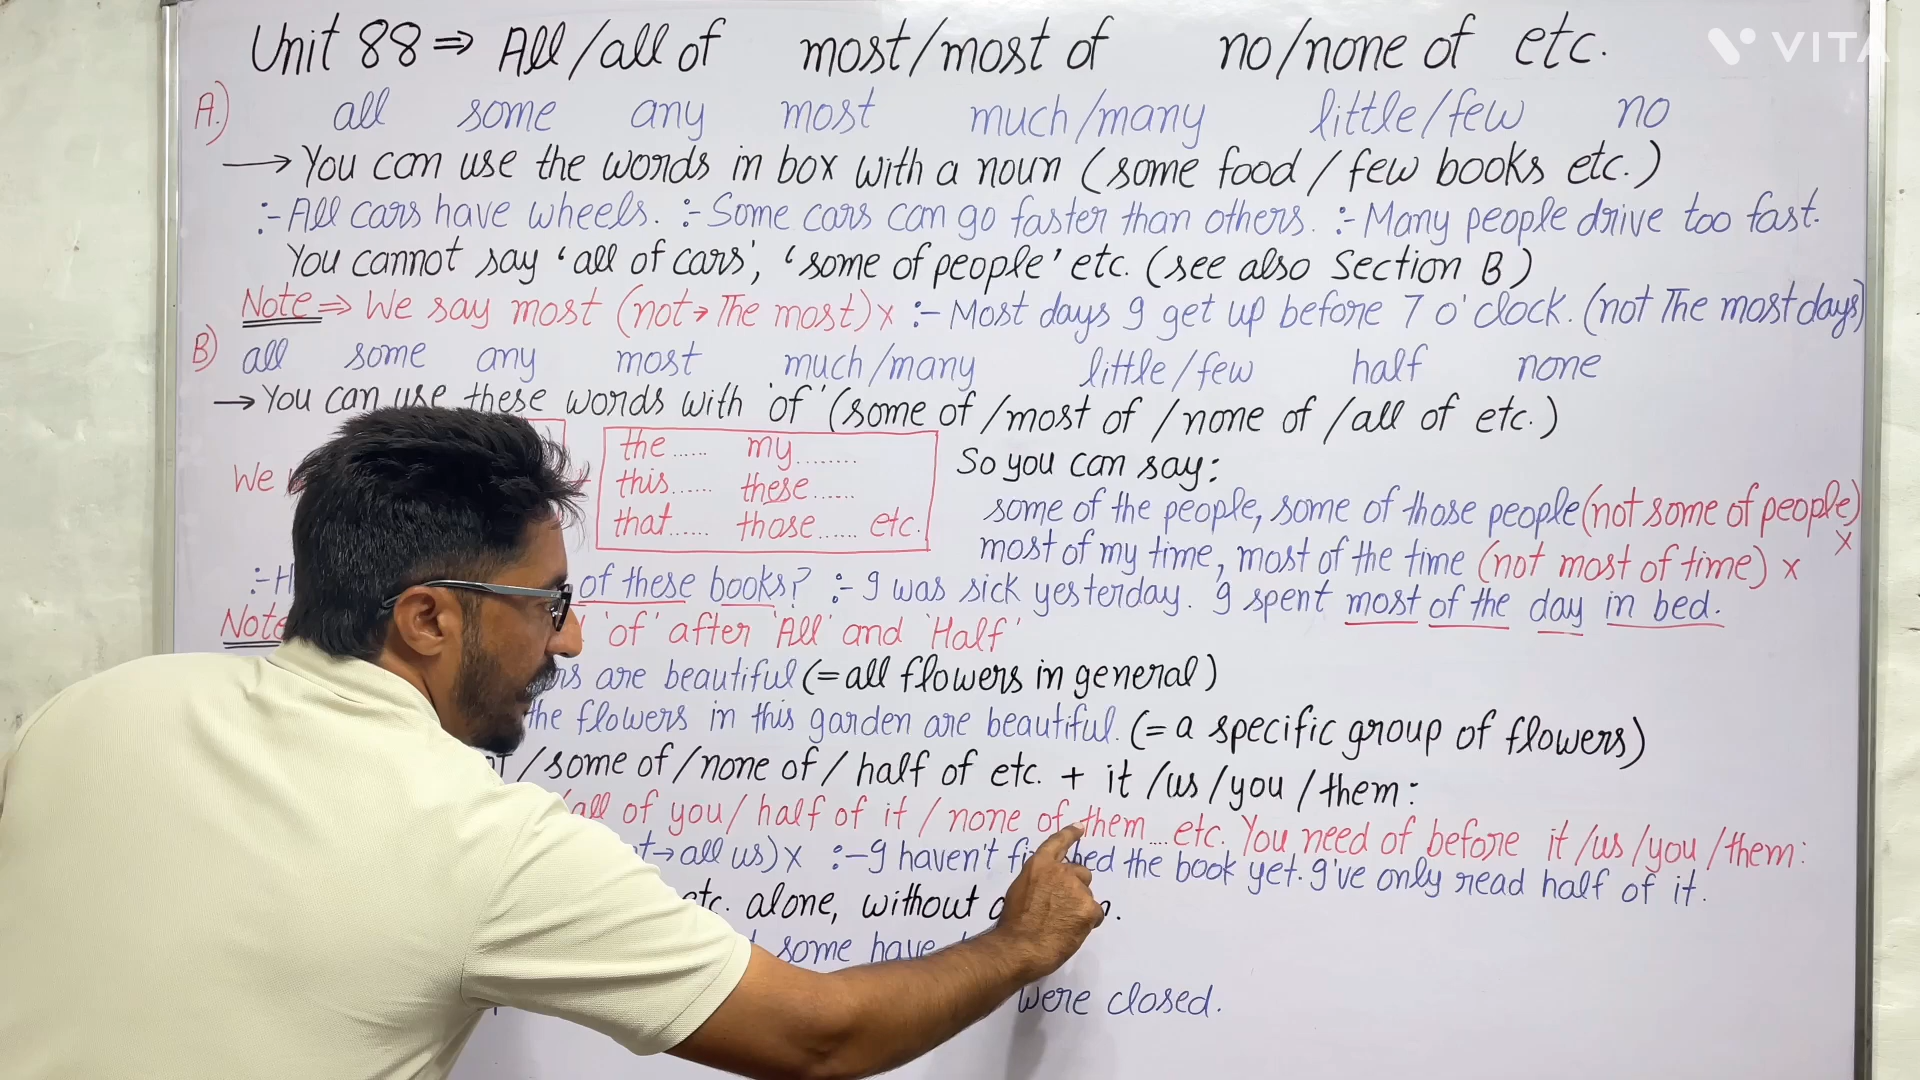 Unit 88 ⇒ All/all of most/most of no/none of etc.
VITA
A.) all some any most much/many little/few no
→ You can use the words in box with a noun (some food / few books etc.)
:- All cars have wheels. :- Some cars can go faster than others. :- Many people drive too fast.
You cannot say 'all of cars', 'some of people' etc. (see also Section B)
Note ⇒ We say most (not → The most) x :- Most days I get up before 7 o'clock. (not The most days)
B) all some any most much/many little/few half none
→ You can use these words with 'of' (some of /most of /none of /all of etc.)
We
the ...... my ........
this ...... these ......
that ...... those ...... etc.
So you can say:
some of the people, some of those people (not some of people) x
most of my time, most of the time (not most of time) x
:- H of these books? :- I was sick yesterday. I spent most of the day in bed.
Note 'of' after 'All' and 'Half'
are beautiful (= all flowers in general)
the flowers in this garden are beautiful. (= a specific group of flowers)
/some of /none of / half of etc. + it /us /you /them:
/all of you/ half of it / none of them ... etc. You need of before it /us /you /them:
→ all us) x :- I haven't finished the book yet. I've only read half of it.
etc. alone, without a
some have
were closed.